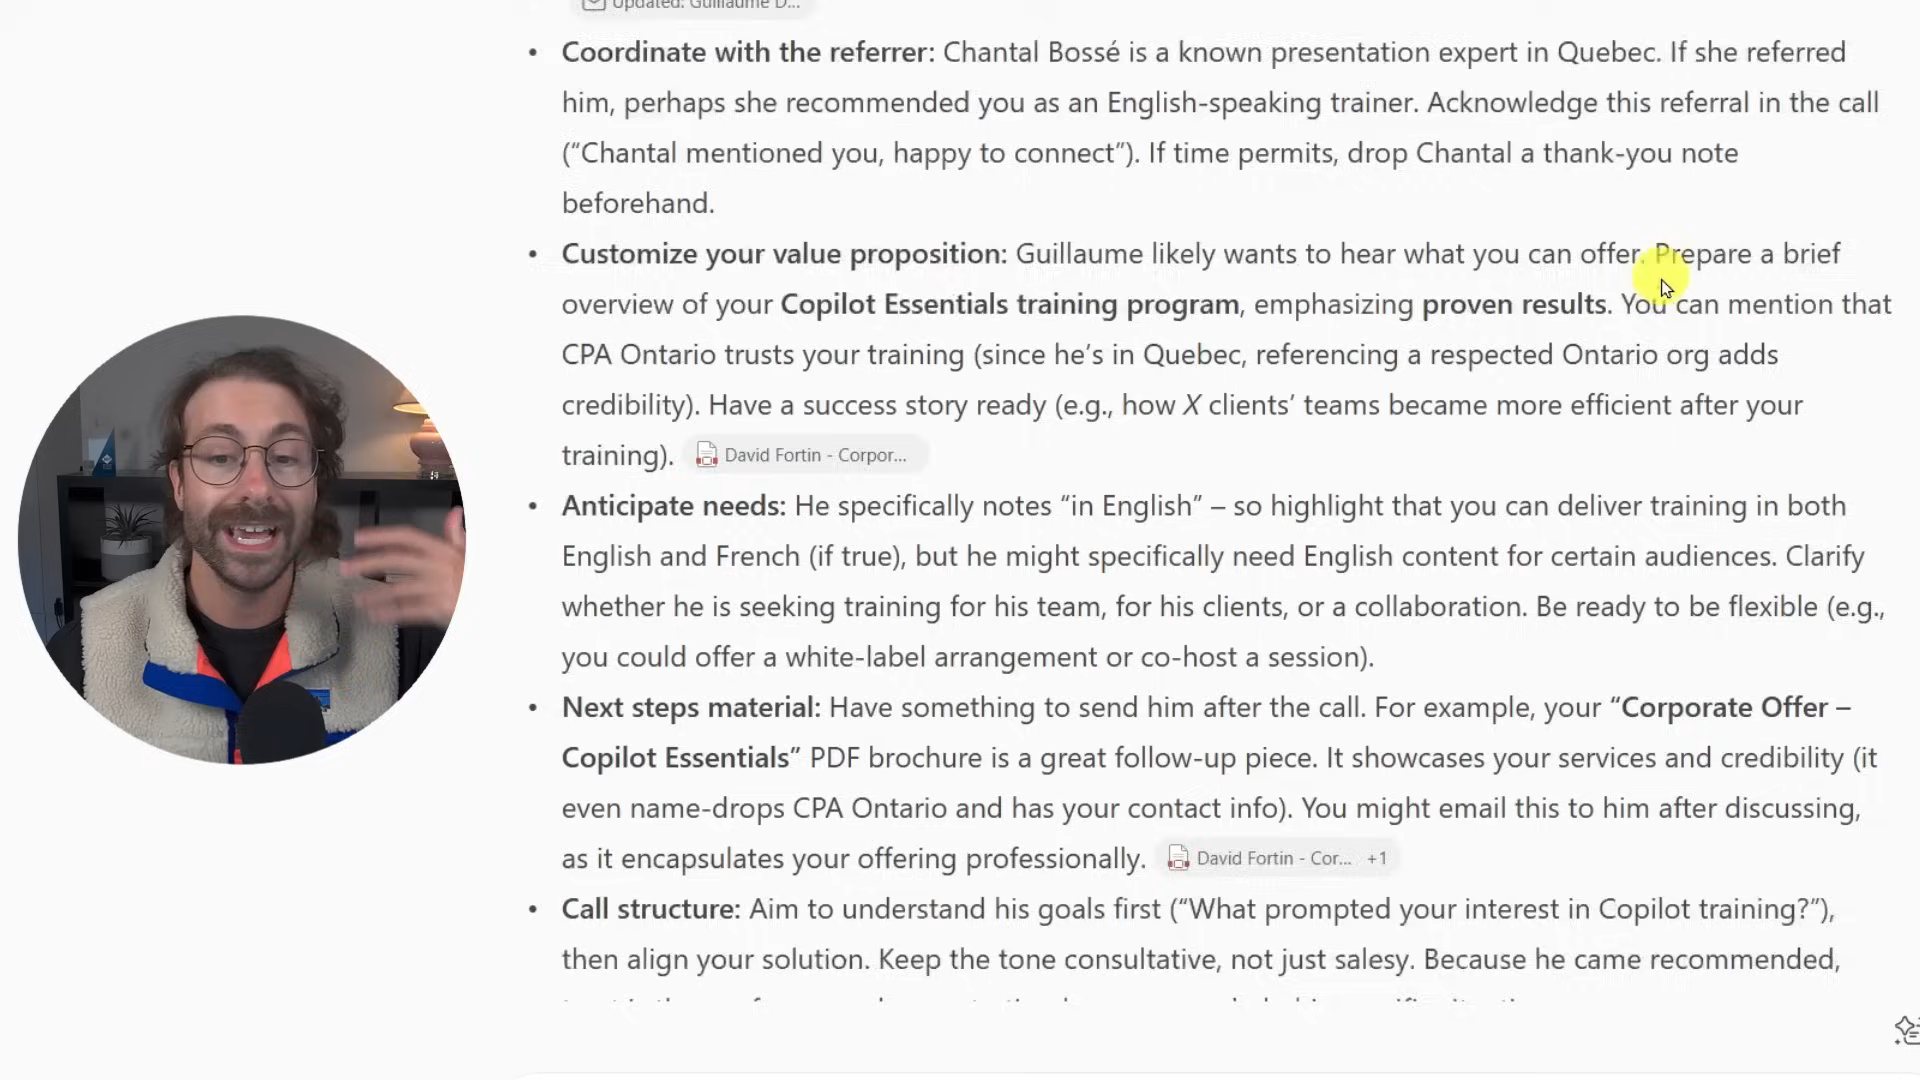 Updated: Guillaume D...
• Coordinate with the referrer: Chantal Bossé is a known presentation expert in Quebec. If she referred
him, perhaps she recommended you as an English-speaking trainer. Acknowledge this referral in the call
(“Chantal mentioned you, happy to connect”). If time permits, drop Chantal a thank-you note
beforehand.
• Customize your value proposition: Guillaume likely wants to hear what you can offer. Prepare a brief
overview of your Copilot Essentials training program, emphasizing proven results. You can mention that
CPA Ontario trusts your training (since he’s in Quebec, referencing a respected Ontario org adds
credibility). Have a success story ready (e.g., how X clients’ teams became more efficient after your
training). David Fortin - Corpor...
• Anticipate needs: He specifically notes “in English” – so highlight that you can deliver training in both
English and French (if true), but he might specifically need English content for certain audiences. Clarify
whether he is seeking training for his team, for his clients, or a collaboration. Be ready to be flexible (e.g.,
you could offer a white-label arrangement or co-host a session).
• Next steps material: Have something to send him after the call. For example, your “Corporate Offer –
Copilot Essentials” PDF brochure is a great follow-up piece. It showcases your services and credibility (it
even name-drops CPA Ontario and has your contact info). You might email this to him after discussing,
as it encapsulates your offering professionally. David Fortin - Cor... +1
• Call structure: Aim to understand his goals first (“What prompted your interest in Copilot training?”),
then align your solution. Keep the tone consultative, not just salesy. Because he came recommended,